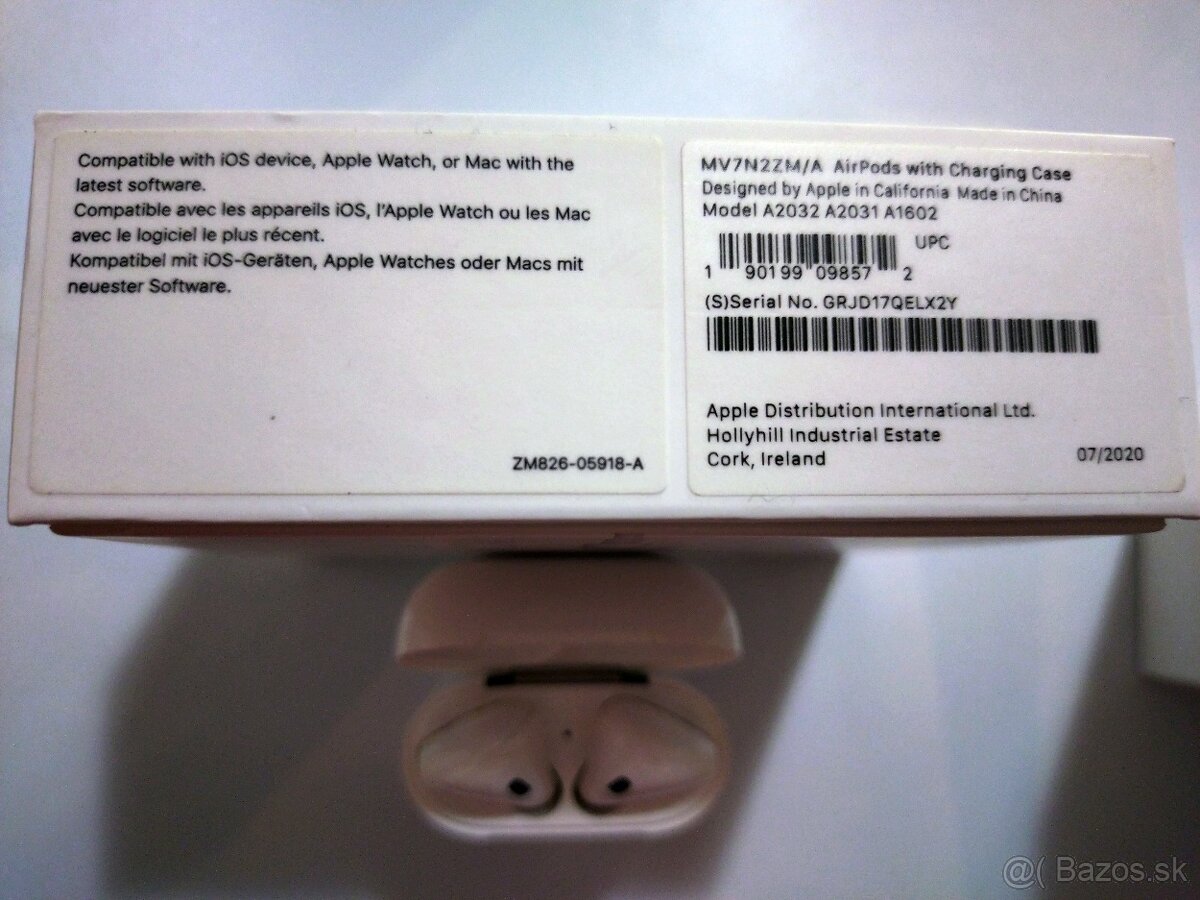 Compatible with iOS device, Apple Watch, or Mac with the
latest software.
Compatible avec les appareils iOS, l'Apple Watch ou les Mac
avec le logiciel le plus récent.
Kompatibel mit iOS-Geräten, Apple Watches oder Macs mit
neuester Software.
ZM826-05918-A
MV7N2ZM/A AirPods with Charging Case
Designed by Apple in California Made in China
Model A2032 A2031 A1602
UPC
1 90199 09857 2
(S)Serial No. GRJD17QELX2Y
Apple Distribution International Ltd.
Hollyhill Industrial Estate
Cork, Ireland
07/2020
@( Bazos.sk